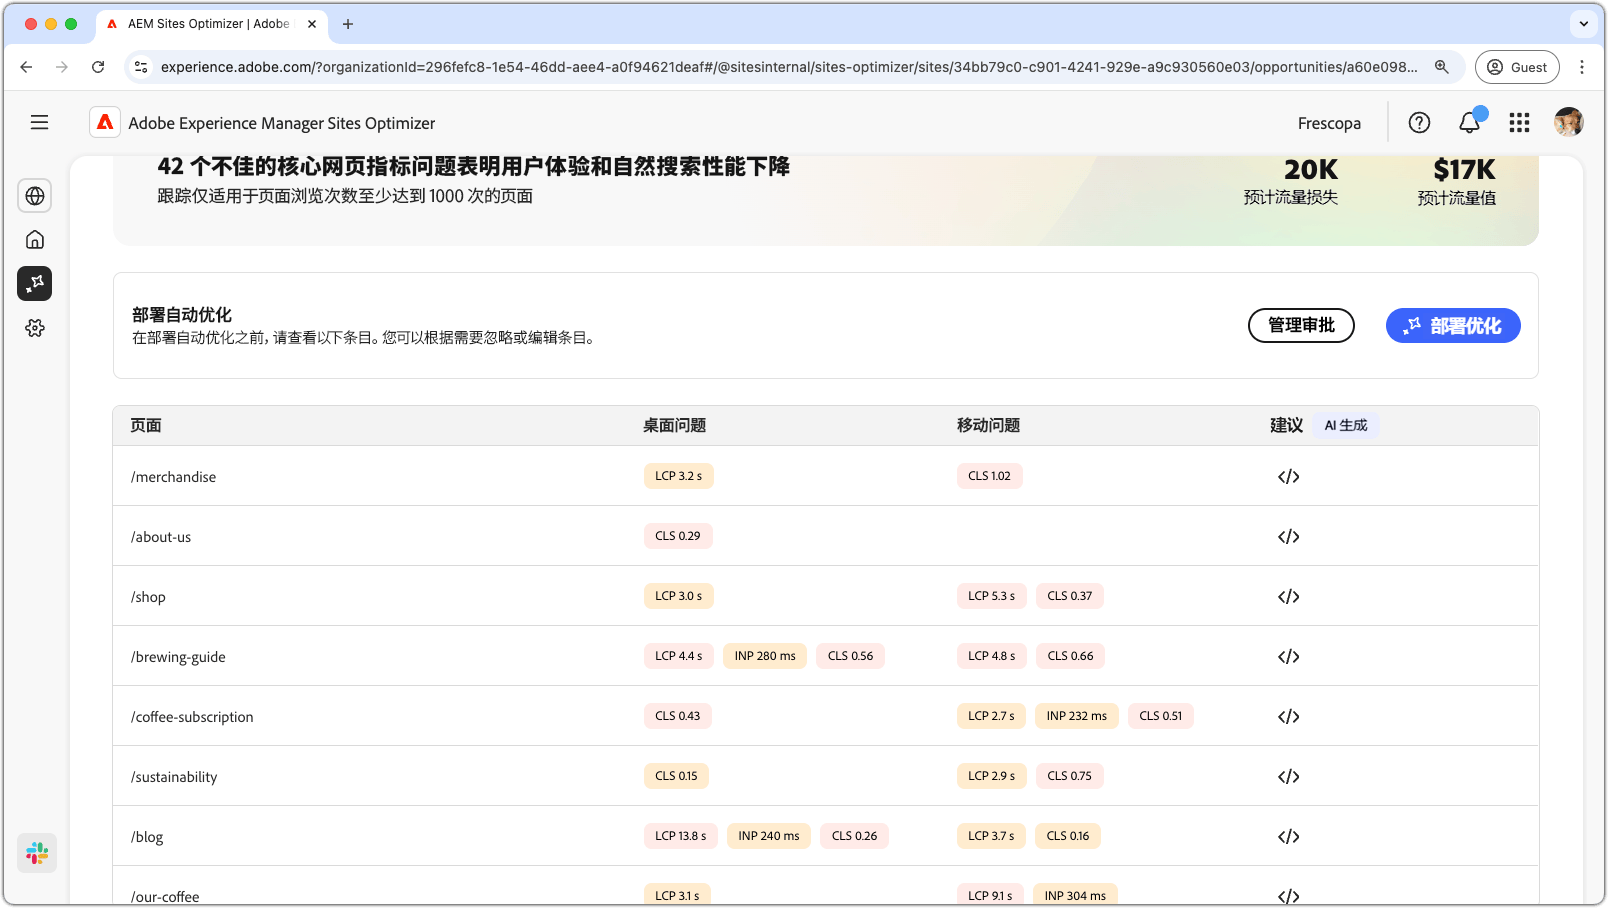 AEM Sites Optimizer | Adobe
experience.adobe.com/?organizationId=296fefc8-1e54-46dd-aee4-a0f94621deaf#/@sitesinternal/sites-optimizer/sites/34bb79c0-c901-4241-929e-a9c930560e03/opportunities/a60e098...
Guest
Adobe Experience Manager Sites Optimizer
Frescopa
42 个不佳的核心网页指标问题表明用户体验和自然搜索性能下降
跟踪仅适用于页面浏览次数至少达到 1000 次的页面
20K
预计流量损失
$17K
预计流量值
部署自动优化
在部署自动优化之前，请查看以下条目。您可以根据需要忽略或编辑条目。
管理审批
部署优化
页面 桌面问题 移动问题 建议 AI 生成
/merchandise LCP 3.2 s CLS 1.02
/about-us CLS 0.29
/shop LCP 3.0 s LCP 5.3 s CLS 0.37
/brewing-guide LCP 4.4 s INP 280 ms CLS 0.56 LCP 4.8 s CLS 0.66
/coffee-subscription CLS 0.43 LCP 2.7 s INP 232 ms CLS 0.51
/sustainability CLS 0.15 LCP 2.9 s CLS 0.75
/blog LCP 13.8 s INP 240 ms CLS 0.26 LCP 3.7 s CLS 0.16
/our-coffee LCP 3.1 s LCP 9.1 s INP 304 ms